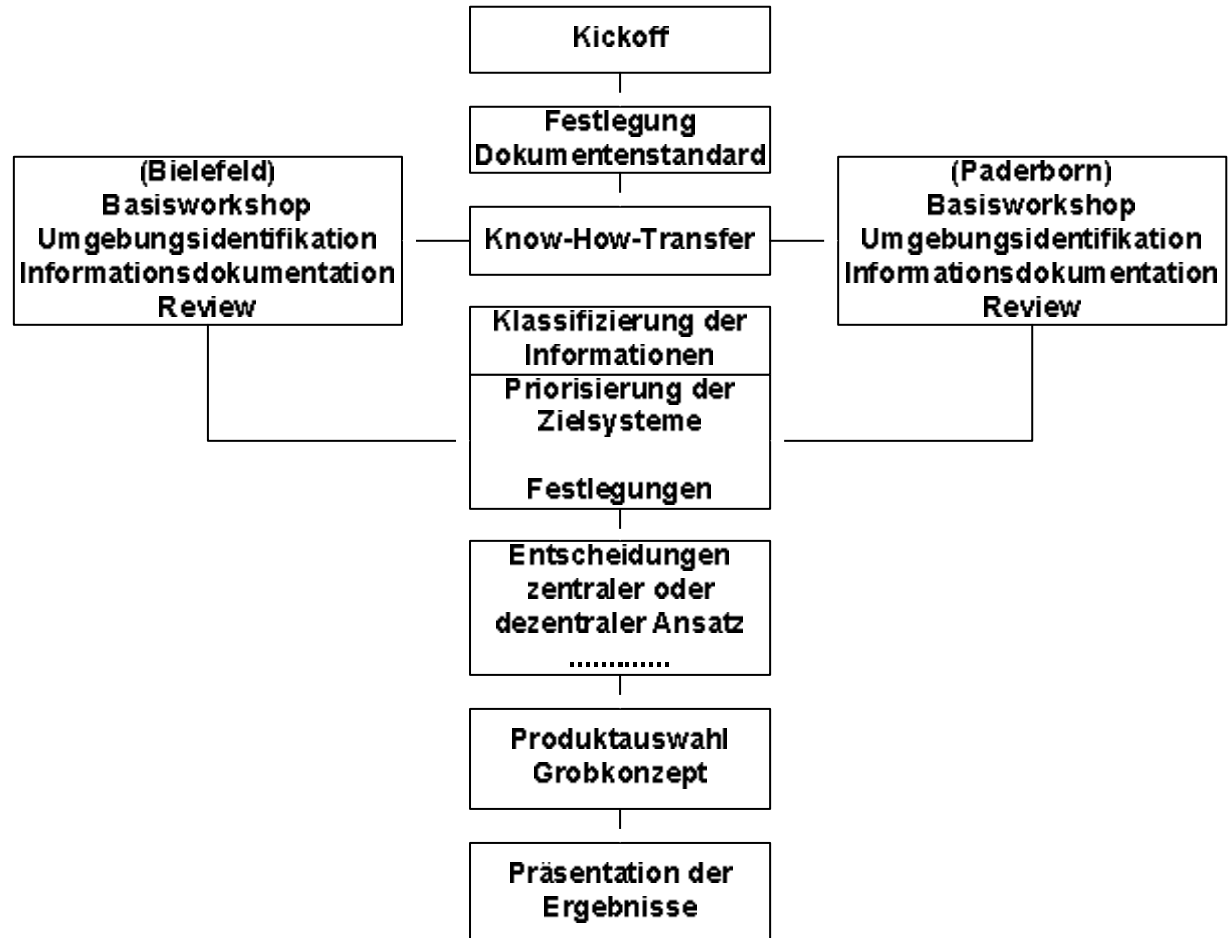 Kickoff
Festlegung
Dokumentenstandard
(Bielefeld)
Basisworkshop
Umgebungsidentifikation
Informationsdokumentation
Review
Know-How-Transfer
(Paderborn)
Basisworkshop
Umgebungsidentifikation
Informationsdokumentation
Review
Klassifizierung der
Informationen
Priorisierung der
Zielsysteme
Festlegungen
Entscheidungen
zentraler oder
dezentraler Ansatz
.............
Produktauswahl
Grobkonzept
Präsentation der
Ergebnisse